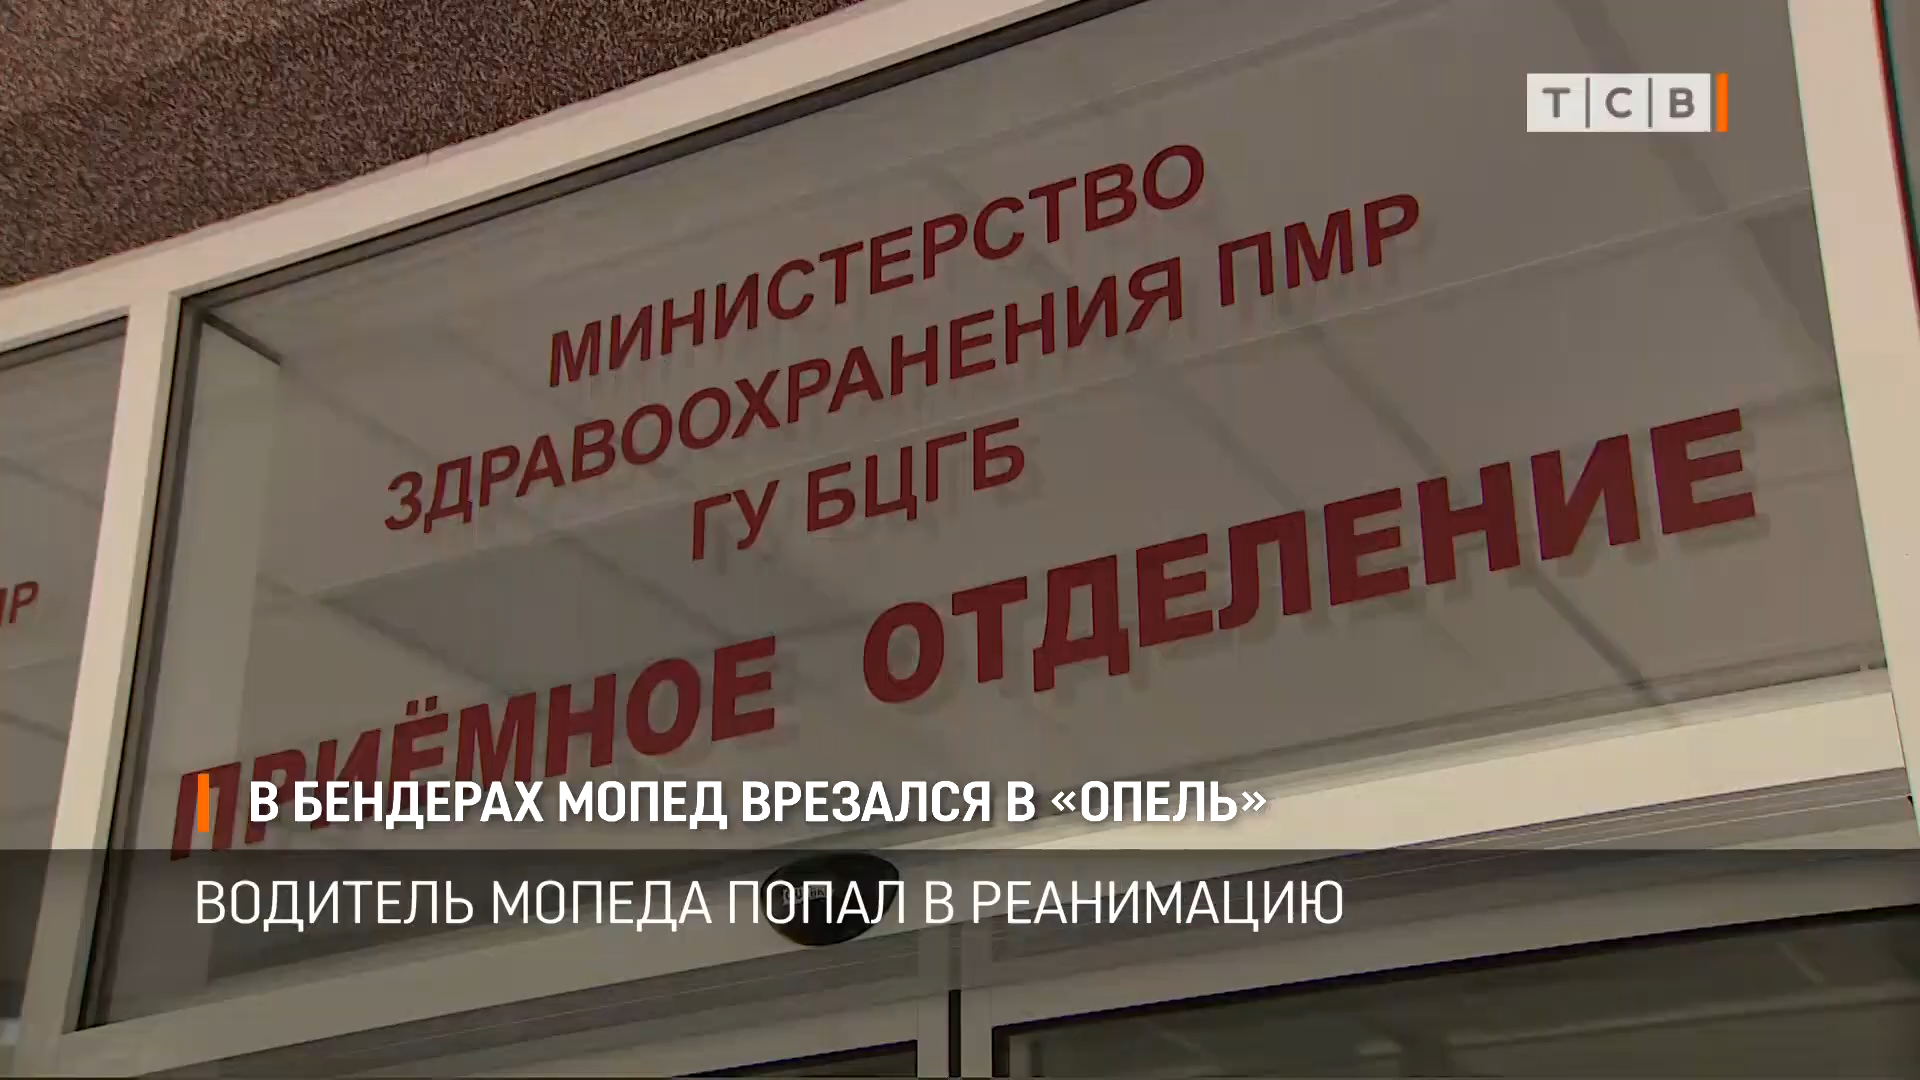 ТСВ
МИНИСТЕРСТВО
ЗДРАВООХРАНЕНИЯ ПМР
ГУ БЦГБ
ПРИЁМНОЕ ОТДЕЛЕНИЕ
В БЕНДЕРАХ МОПЕД ВРЕЗАЛСЯ В «ОПЕЛЬ»
ВОДИТЕЛЬ МОПЕДА ПОПАЛ В РЕАНИМАЦИЮ